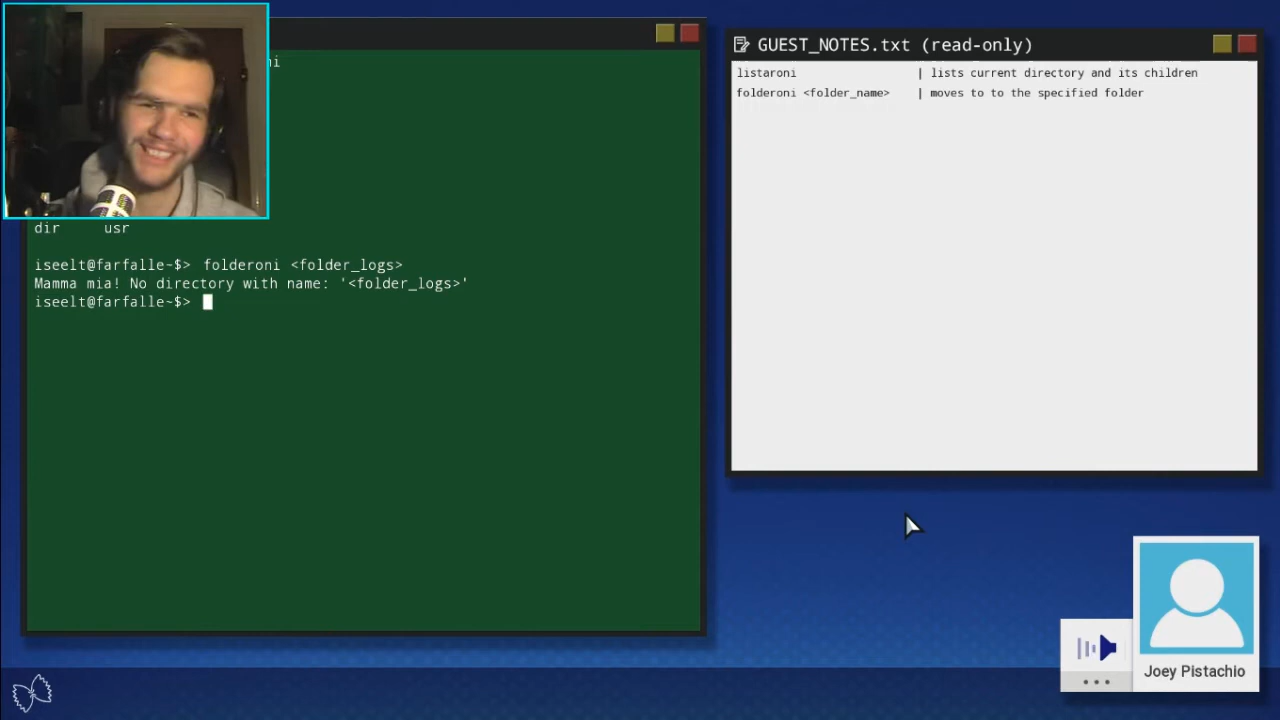 ni
dir usr
iseelt@farfalle~$> folderoni <folder_logs>
Mamma mia! No directory with name: '<folder_logs>'
iseelt@farfalle~$>
GUEST_NOTES.txt (read-only)
listaroni | lists current directory and its children
folderoni <folder_name> | moves to to the specified folder
Joey Pistachio